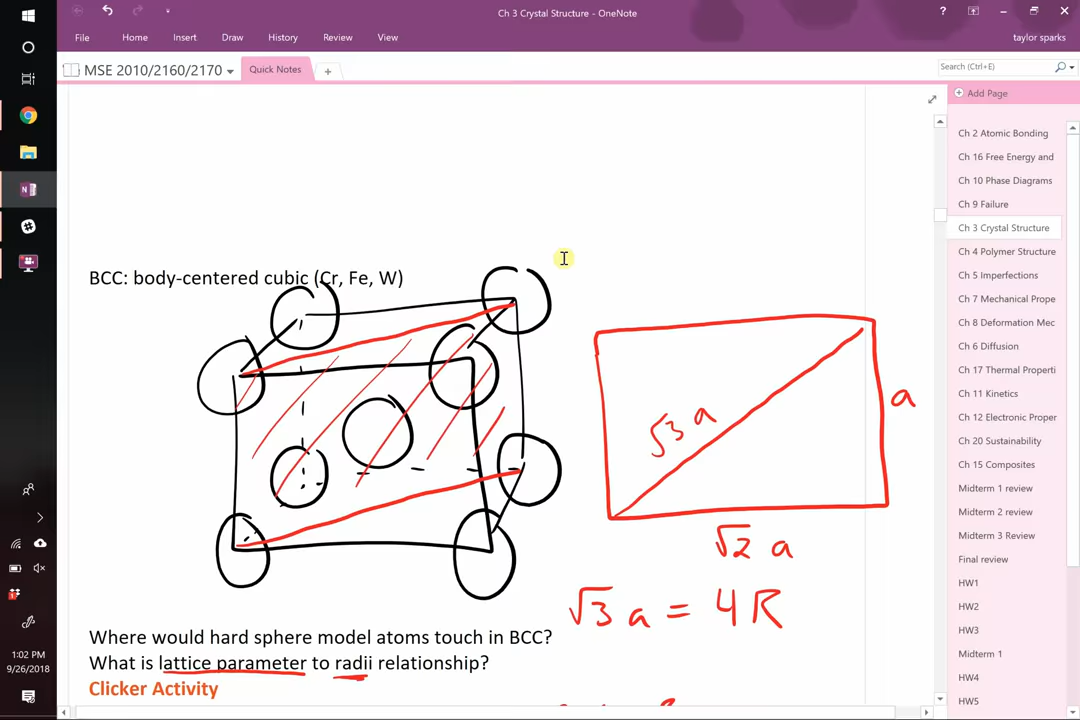 Ch 3 Crystal Structure - OneNote
?
taylor sparks
File Home Insert Draw History Review View
MSE 2010/2160/2170
Quick Notes
+
Search (Ctrl+E)
Add Page
Ch 2 Atomic Bonding
Ch 16 Free Energy and
Ch 10 Phase Diagrams
Ch 9 Failure
Ch 3 Crystal Structure
Ch 4 Polymer Structure
Ch 5 Imperfections
Ch 7 Mechanical Prope
Ch 8 Deformation Mec
Ch 6 Diffusion
Ch 17 Thermal Properti
Ch 11 Kinetics
Ch 12 Electronic Proper
Ch 20 Sustainability
Ch 15 Composites
Midterm 1 review
Midterm 2 review
Midterm 3 Review
Final review
HW1
HW2
HW3
Midterm 1
HW4
HW5
BCC: body-centered cubic (Cr, Fe, W)
√3 a
a
√2 a
√3 a = 4 R
Where would hard sphere model atoms touch in BCC?
What is lattice parameter to radii relationship?
Clicker Activity
1:02 PM
9/26/2018